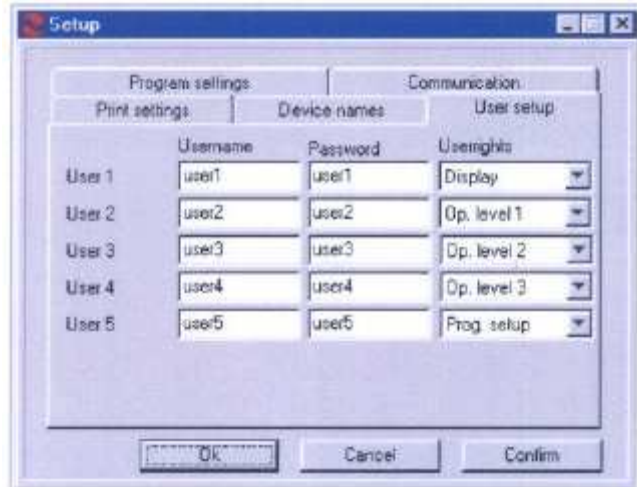 Setup
Program settings Communication
Print settings Device names User setup
Username Password Userrights
User 1 user1 user1 Display
User 2 user2 user2 Op. level 1
User 3 user3 user3 Op. level 2
User 4 user4 user4 Op. level 3
User 5 user5 user5 Prog. setup
Ok Cancel Confirm